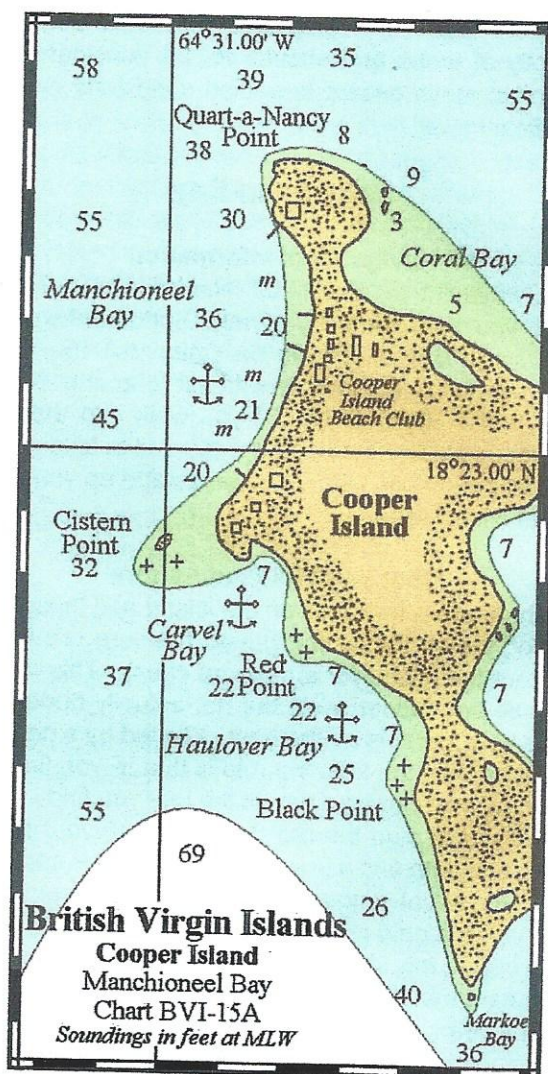 64°31.00' W
58
39
35
55
Quart-a-Nancy
Point
8
38
9
55
30
3
Coral Bay
m
Manchioneel
Bay
36
5
7
20
m
Cooper
Island
Beach Club
45
21
m
18°23.00' N
20
Cooper
Island
Cistern
Point
7
32
7
Carvel
Bay
Red
Point
37
22
7
7
22
Haulover Bay
7
25
55
Black Point
69
26
British Virgin Islands
Cooper Island
Manchioneel Bay
Chart BVI-15A
Soundings in feet at MLW
40
Markoe
Bay
36